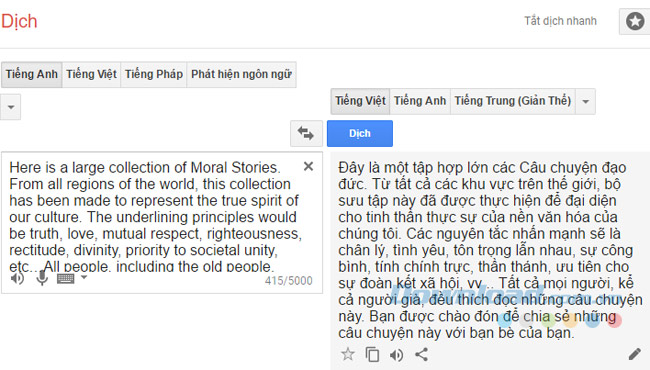 Dịch
Tắt dịch nhanh
Tiếng Anh Tiếng Việt Tiếng Pháp Phát hiện ngôn ngữ
Tiếng Việt Tiếng Anh Tiếng Trung (Giản Thể)
Dịch
Here is a large collection of Moral Stories.
From all regions of the world, this collection
has been made to represent the true spirit of
our culture. The underlining principles would
be truth, love, mutual respect, righteousness,
rectitude, divinity, priority to societal unity,
etc... All people, including the old people,
415/5000
Đây là một tập hợp lớn các Câu chuyện đạo
đức. Từ tất cả các khu vực trên thế giới, bộ
sưu tập này đã được thực hiện để đại diện
cho tinh thần thực sự của nền văn hóa của
chúng tôi. Các nguyên tắc nhấn mạnh sẽ là
chân lý, tình yêu, tôn trọng lẫn nhau, sự công
bình, tính chính trực, thần thánh, ưu tiên cho
sự đoàn kết xã hội, vv ... Tất cả mọi người, kể
cả người già, đều thích đọc những câu chuyện
này. Bạn được chào đón để chia sẻ những
câu chuyện này với bạn bè của bạn.
Download.com.vn